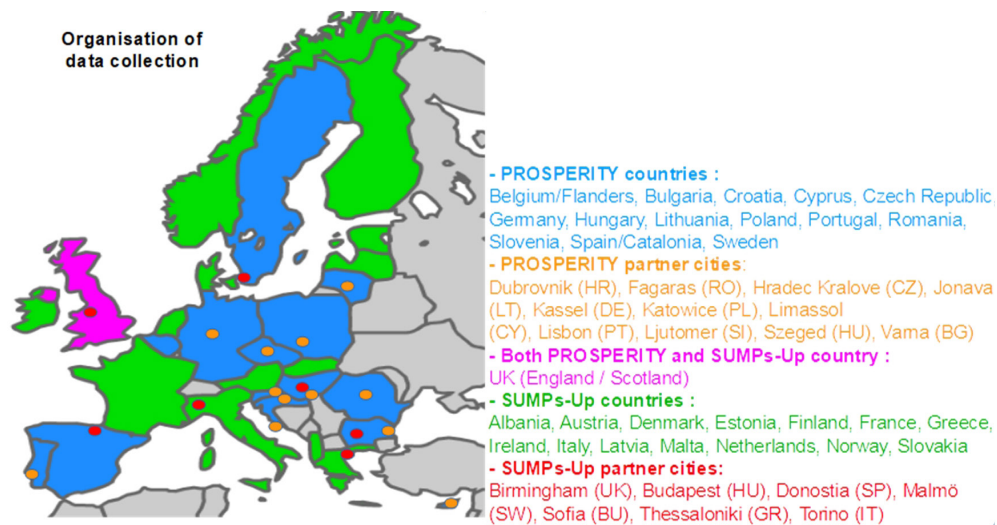 Organisation of
data collection
- PROSPERITY countries :
Belgium/Flanders, Bulgaria, Croatia, Cyprus, Czech Republic,
Germany, Hungary, Lithuania, Poland, Portugal, Romania,
Slovenia, Spain/Catalonia, Sweden
- PROSPERITY partner cities:
Dubrovnik (HR), Fagaras (RO), Hradec Kralove (CZ), Jonava
(LT), Kassel (DE), Katowice (PL), Limassol
(CY), Lisbon (PT), Ljutomer (SI), Szeged (HU), Varna (BG)
- Both PROSPERITY and SUMPs-Up country :
UK (England / Scotland)
- SUMPs-Up countries :
Albania, Austria, Denmark, Estonia, Finland, France, Greece,
Ireland, Italy, Latvia, Malta, Netherlands, Norway, Slovakia
- SUMPs-Up partner cities:
Birmingham (UK), Budapest (HU), Donostia (SP), Malmö
(SW), Sofia (BU), Thessaloniki (GR), Torino (IT)